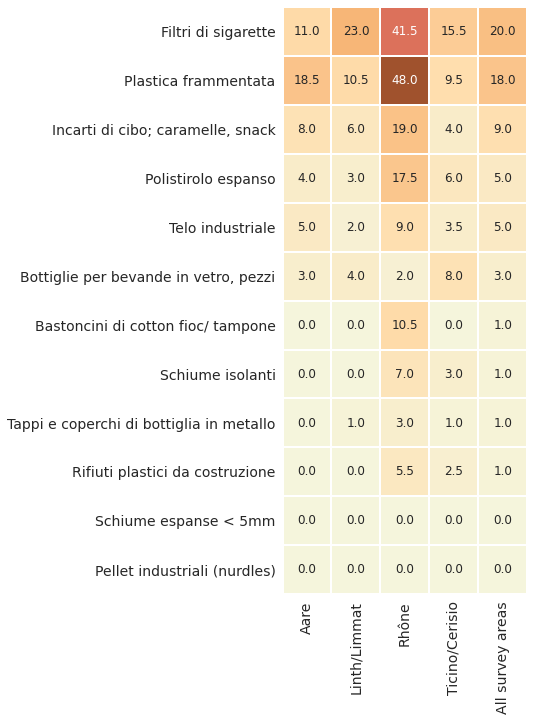 Filtri di sigarette 11.0 23.0 41.5 15.5 20.0
Plastica frammentata 18.5 10.5 48.0 9.5 18.0
Incarti di cibo; caramelle, snack 8.0 6.0 19.0 4.0 9.0
Polistirolo espanso 4.0 3.0 17.5 6.0 5.0
Telo industriale 5.0 2.0 9.0 3.5 5.0
Bottiglie per bevande in vetro, pezzi 3.0 4.0 2.0 8.0 3.0
Bastoncini di cotton fioc/ tampone 0.0 0.0 10.5 0.0 1.0
Schiume isolanti 0.0 0.0 7.0 3.0 1.0
Tappi e coperchi di bottiglia in metallo 0.0 1.0 3.0 1.0 1.0
Rifiuti plastici da costruzione 0.0 0.0 5.5 2.5 1.0
Schiume espanse < 5mm 0.0 0.0 0.0 0.0 0.0
Pellet industriali (nurdles) 0.0 0.0 0.0 0.0 0.0
Aare
Linth/Limmat
Rhône
Ticino/Cerisio
All survey areas